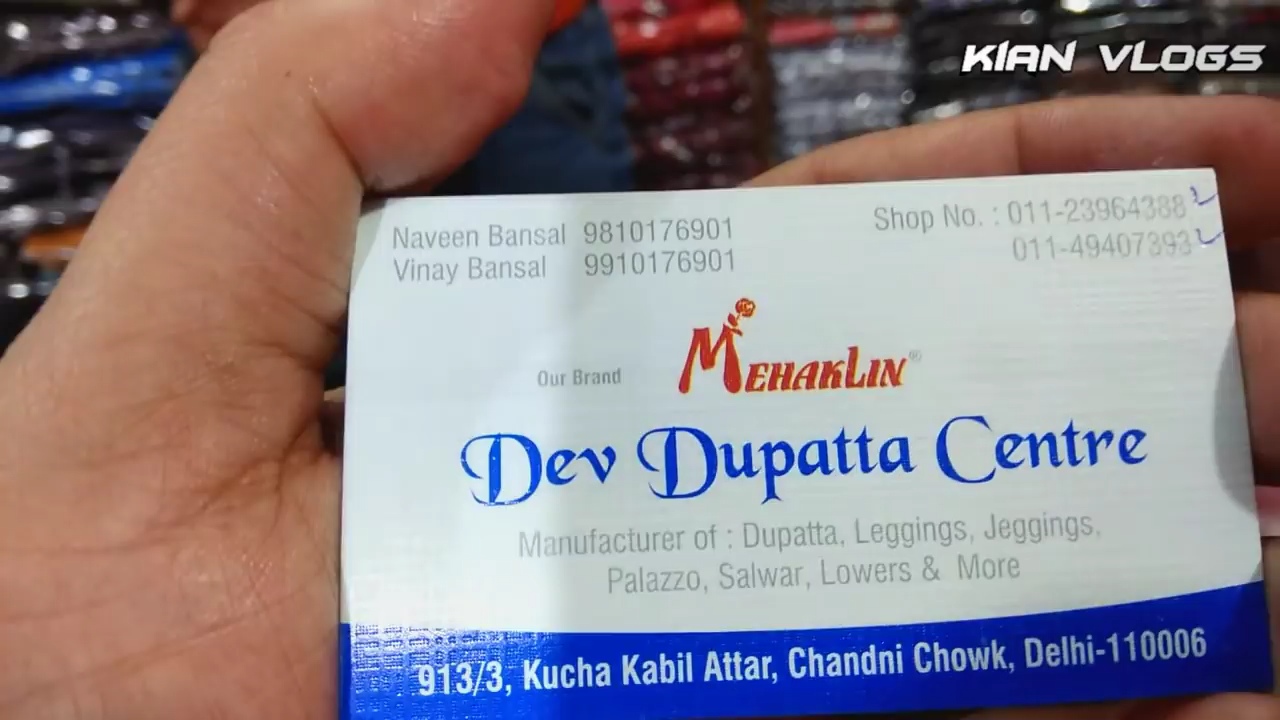 KIAN VLOGS
Naveen Bansal 9810176901
Vinay Bansal 9910176901
Shop No. : 011-23964388
011-49407393
Our Brand
MEHAKLIN®
Dev Dupatta Centre
Manufacturer of : Dupatta, Leggings, Jeggings,
Palazzo, Salwar, Lowers & More
913/3, Kucha Kabil Attar, Chandni Chowk, Delhi-110006